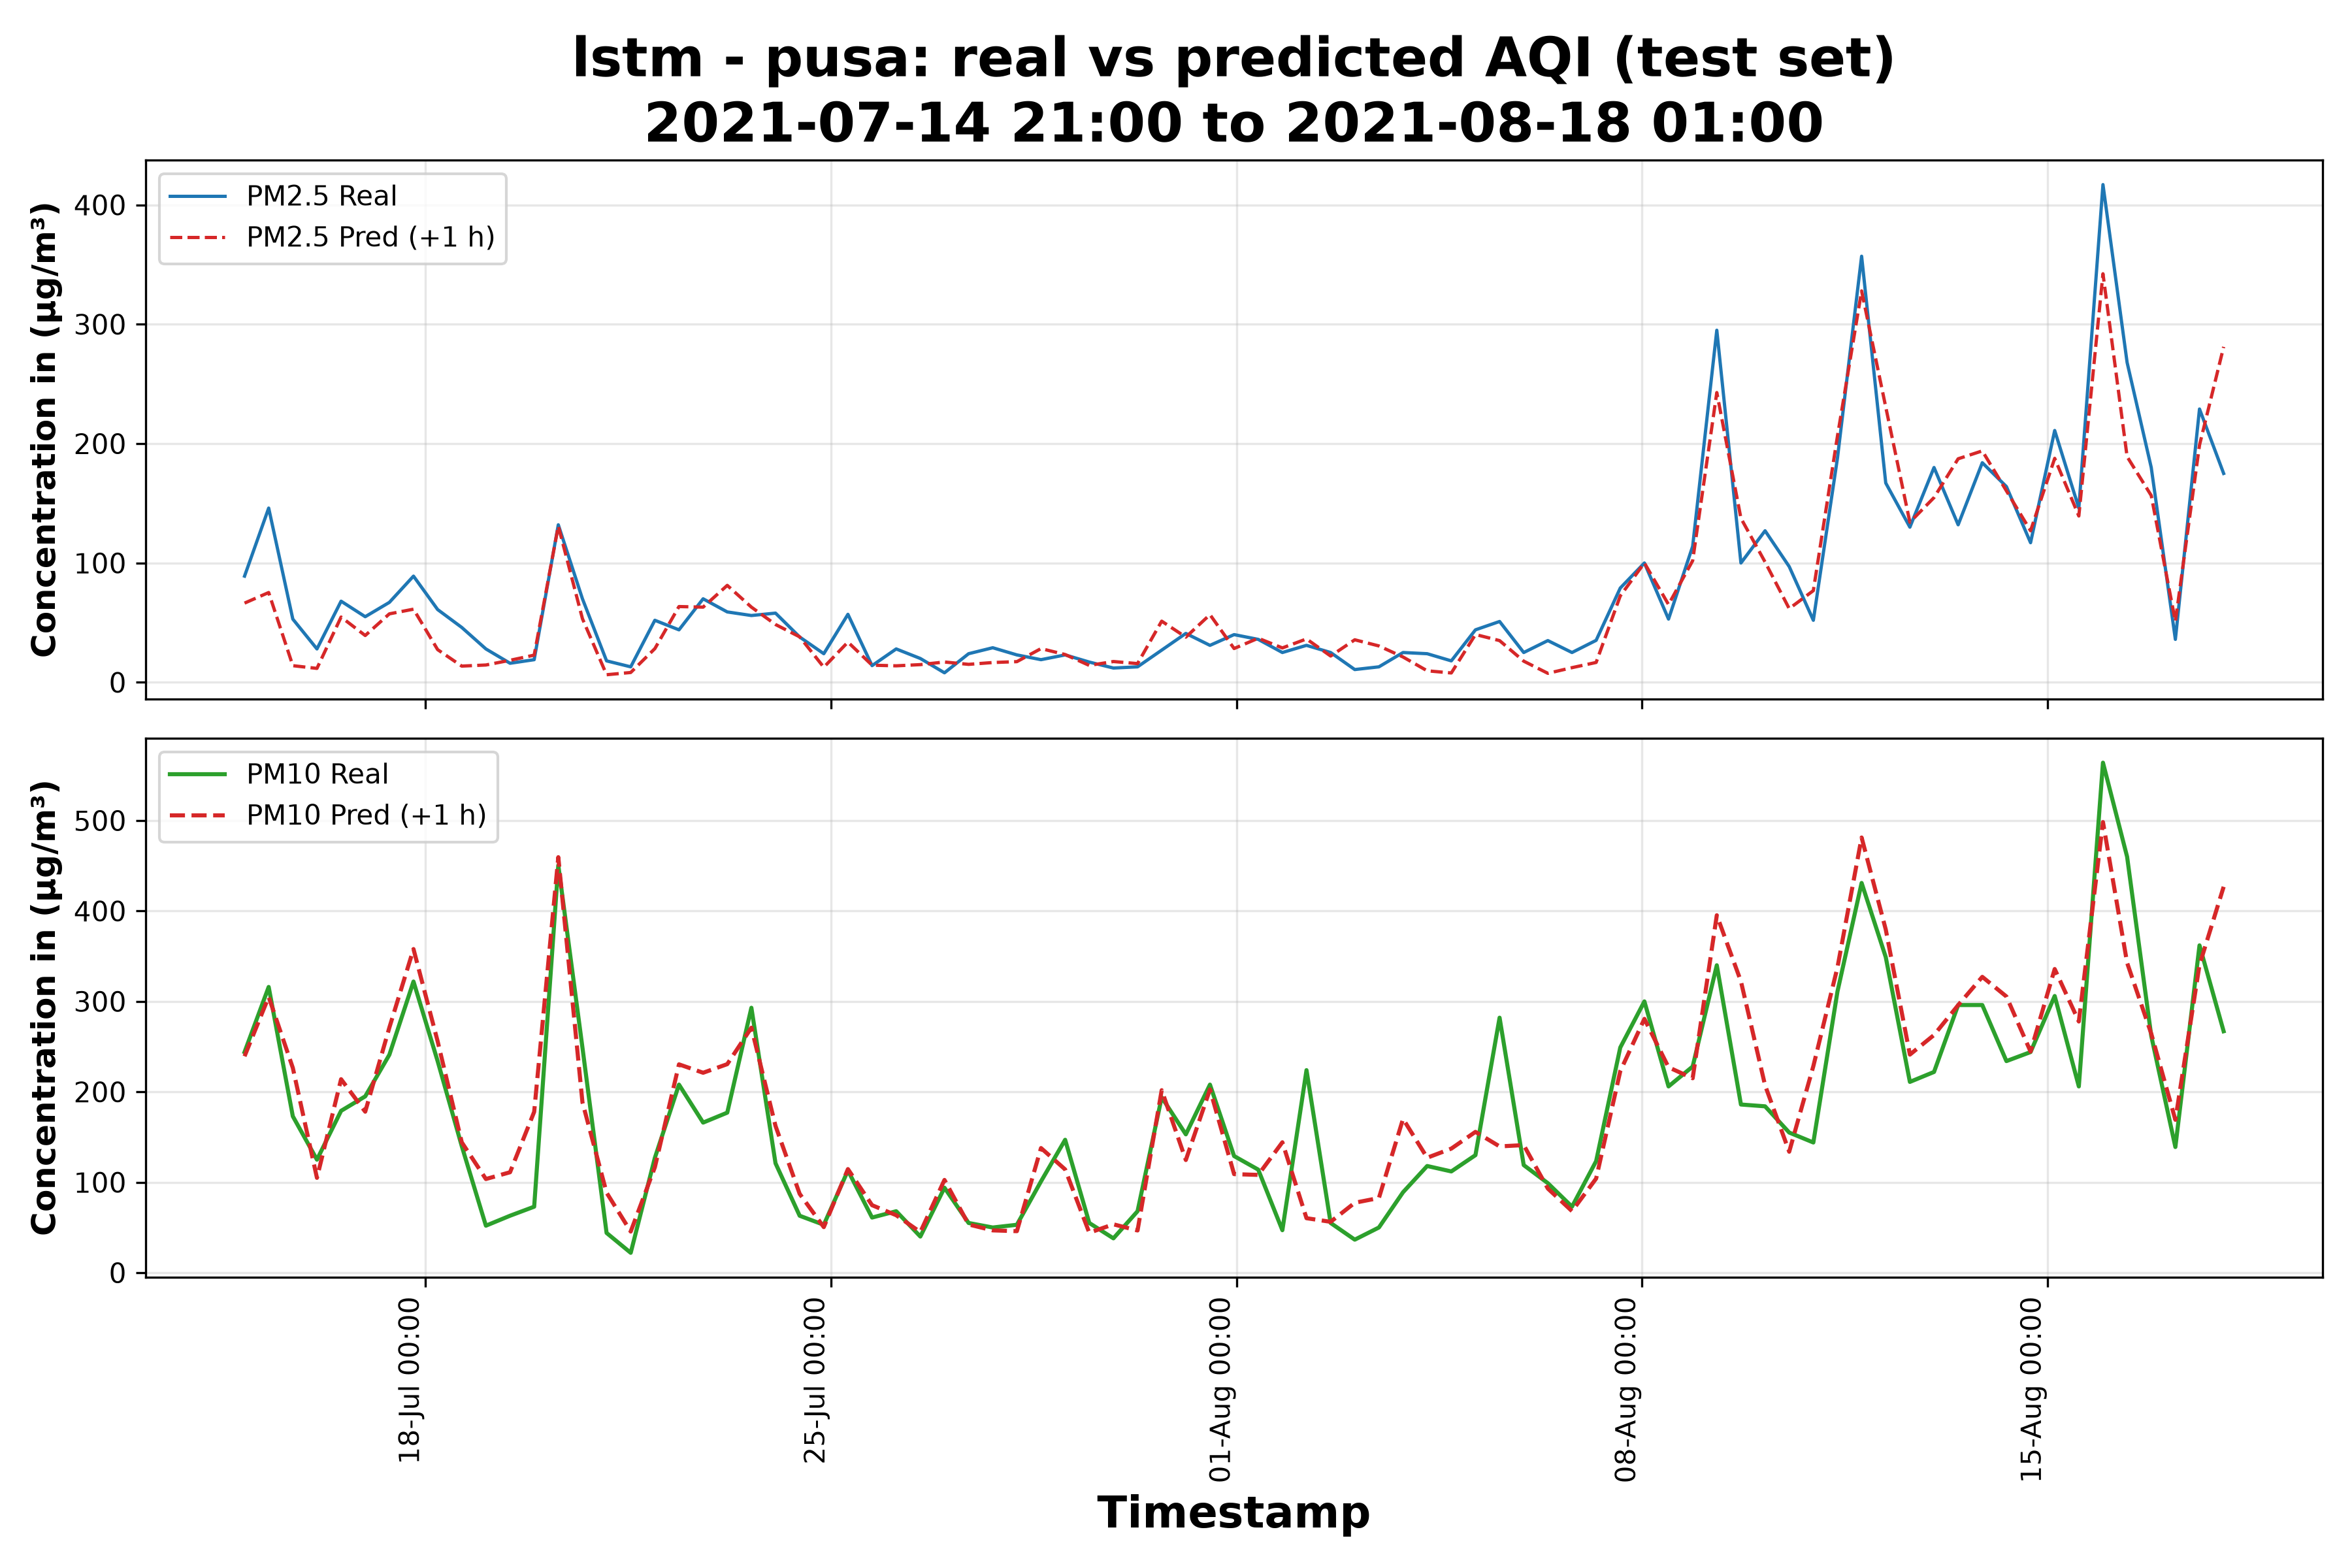 lstm - pusa: real vs predicted AQI (test set)
2021-07-14 21:00 to 2021-08-18 01:00
Concentration in (µg/m³)
400
300
200
100
0
PM2.5 Real
PM2.5 Pred (+1 h)
Concentration in (µg/m³)
500
400
300
200
100
0
PM10 Real
PM10 Pred (+1 h)
18-Jul 00:00
25-Jul 00:00
01-Aug 00:00
08-Aug 00:00
15-Aug 00:00
Timestamp